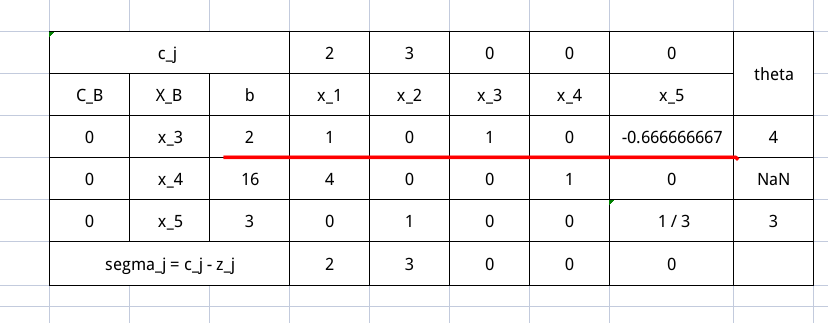 c_j 2 3 0 0 0 theta
C_B X_B b x_1 x_2 x_3 x_4 x_5
0 x_3 2 1 0 1 0 -0.666666667 4
0 x_4 16 4 0 0 1 0 NaN
0 x_5 3 0 1 0 0 1 / 3 3
segma_j = c_j - z_j 2 3 0 0 0